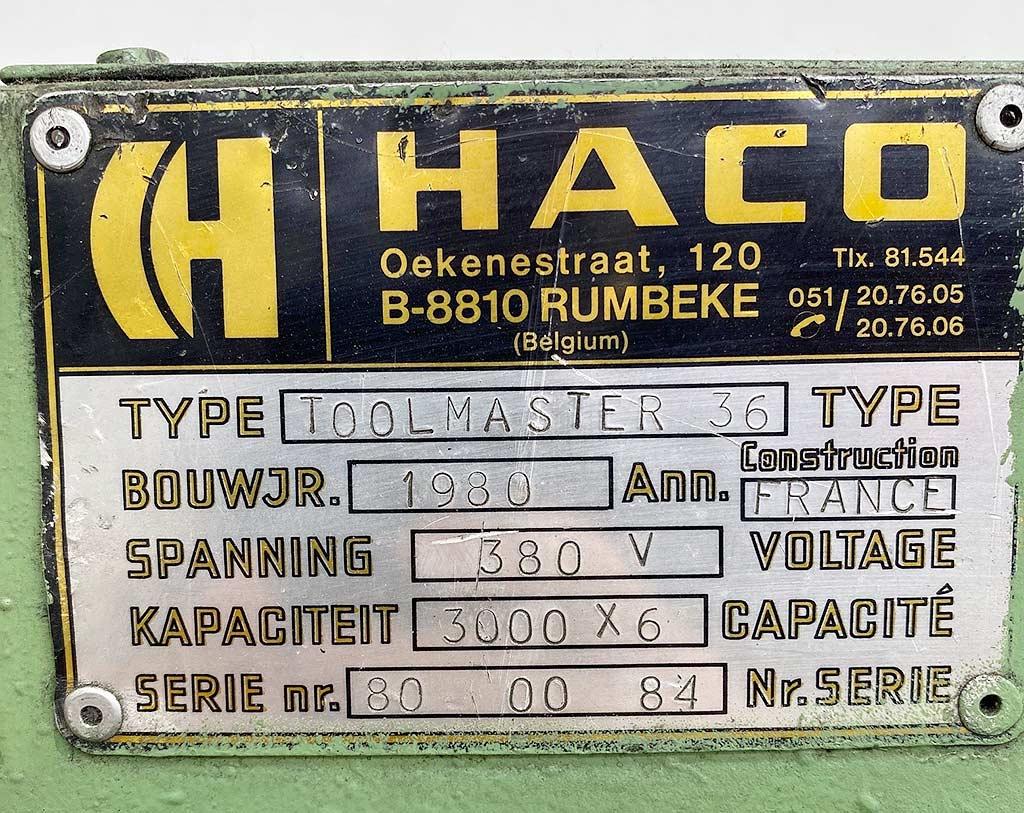 H HACO
Oekenestraat, 120 Tlx. 81.544
B-8810 RUMBEKE 051/ 20.76.05
(Belgium) 20.76.06
TYPE TOOLMASTER 36 TYPE
Construction
BOUWJR. 1980 Ann. FRANCE
SPANNING 380 V VOLTAGE
KAPACITEIT 3000 X 6 CAPACITÉ
SERIE nr. 80 00 84 Nr. SERIE